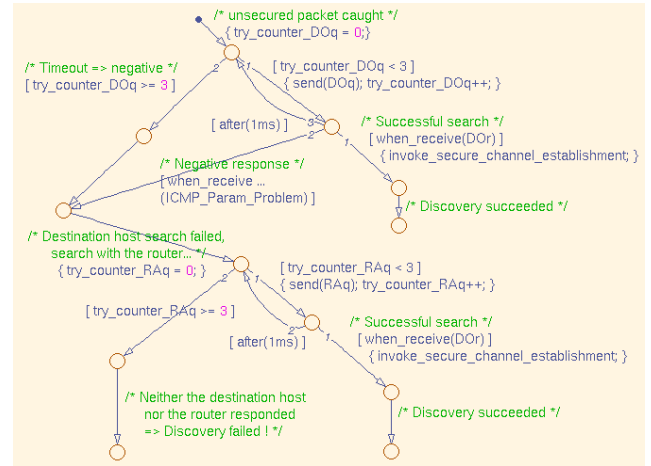 /* unsecured packet caught */
{ try_counter_DOq = 0;}
/* Timeout => negative */
[ try_counter_DOq >= 3 ]
2
1
[ try_counter_DOq < 3 ]
{ send(DOq); try_counter_DOq++; }
[ after(1ms) ]
3
2
1
/* Successful search */
[ when_receive(DOr) ]
{ invoke_secure_channel_establishment; }
/* Negative response */
[ when_receive ...
(ICMP_Param_Problem) ]
/* Discovery succeeded */
/* Destination host search failed,
search with the router... */
{ try_counter_RAq = 0; }
2
1
[ try_counter_RAq < 3 ]
{ send(RAq); try_counter_RAq++; }
[ try_counter_RAq >= 3 ]
[ after(1ms) ]
2
1
/* Successful search */
[ when_receive(DOr) ]
{ invoke_secure_channel_establishment; }
/* Neither the destination host
nor the router responded
=> Discovery failed ! */
/* Discovery succeeded */